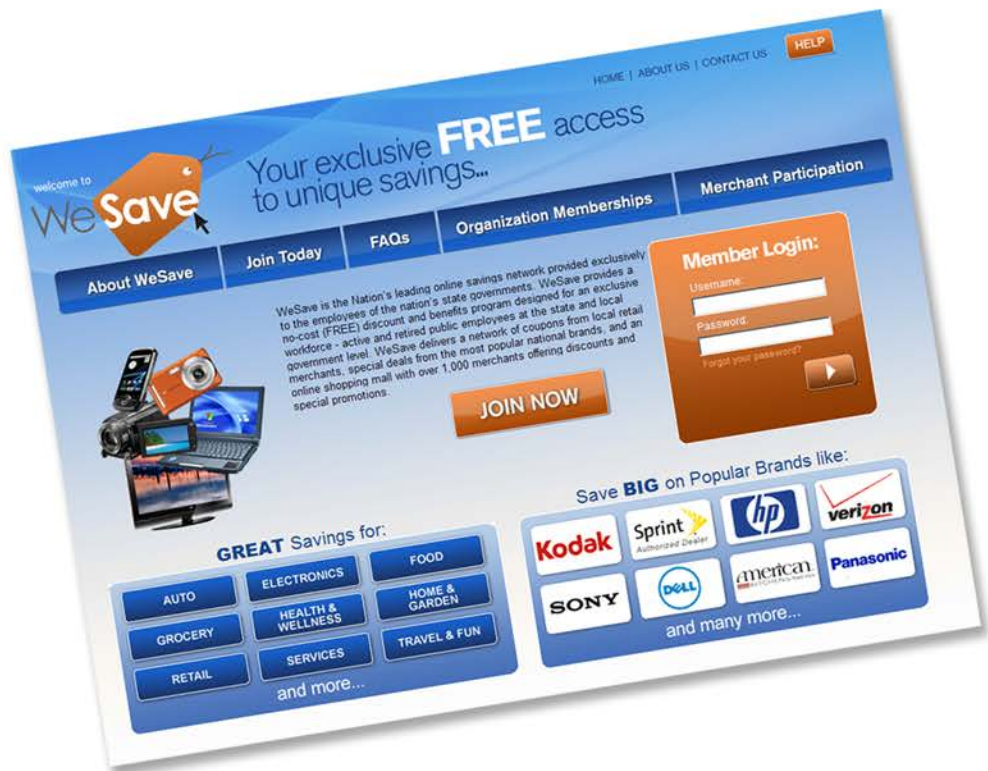 HOME | ABOUT US | CONTACT US
HELP
welcome to
WeSave
Your exclusive FREE access
to unique savings...
About WeSave
Join Today
FAQs
Organization Memberships
Merchant Participation
WeSave is the Nation's leading online savings network provided exclusively
to the employees of the nation's state governments. WeSave provides a
no-cost (FREE) discount and benefits program designed for an exclusive
workforce - active and retired public employees at the state and local
government level. WeSave delivers a network of coupons from local retail
merchants, special deals from the most popular national brands, and an
online shopping mall with over 1,000 merchants offering discounts and
special promotions.
JOIN NOW
Member Login:
Username:
Password:
Forgot your password?
GREAT Savings for:
AUTO
ELECTRONICS
FOOD
GROCERY
HEALTH &
WELLNESS
HOME &
GARDEN
RETAIL
SERVICES
TRAVEL & FUN
and more...
Save BIG on Popular Brands like:
Kodak
Sprint
Authorized Dealer
hp
verizon
SONY
DELL
American
Panasonic
and many more...